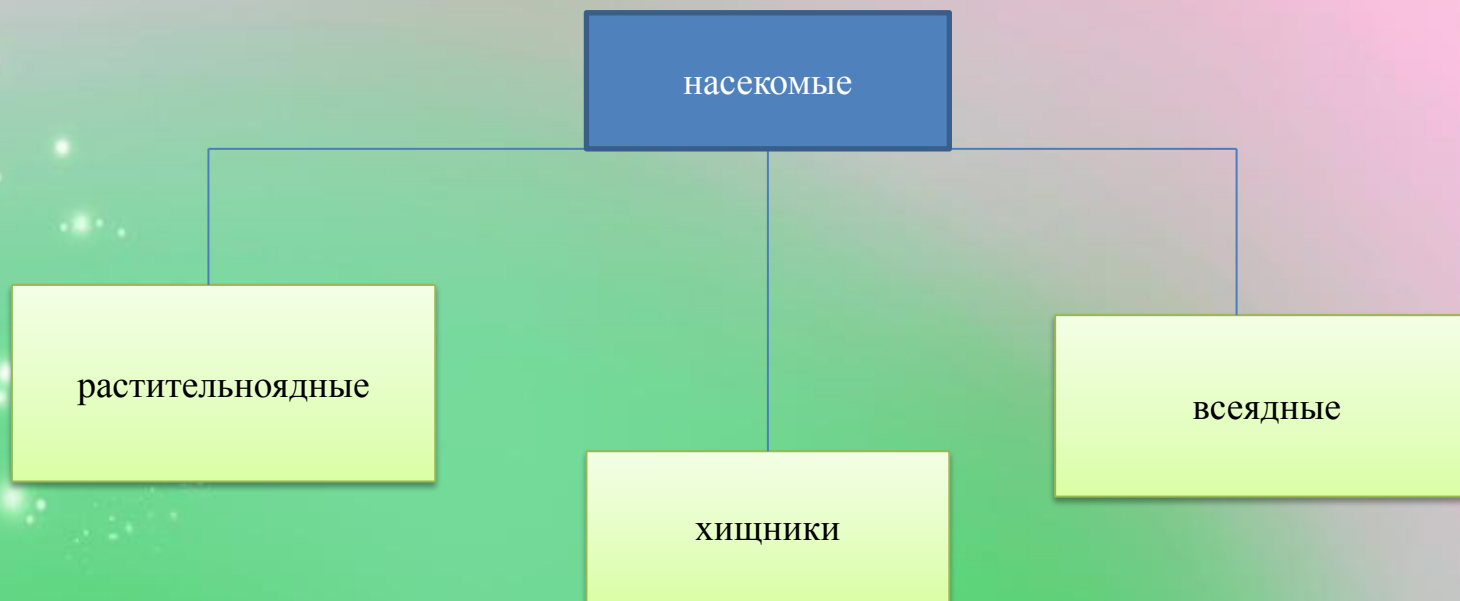 насекомые
растительноядные
всеядные
хищники